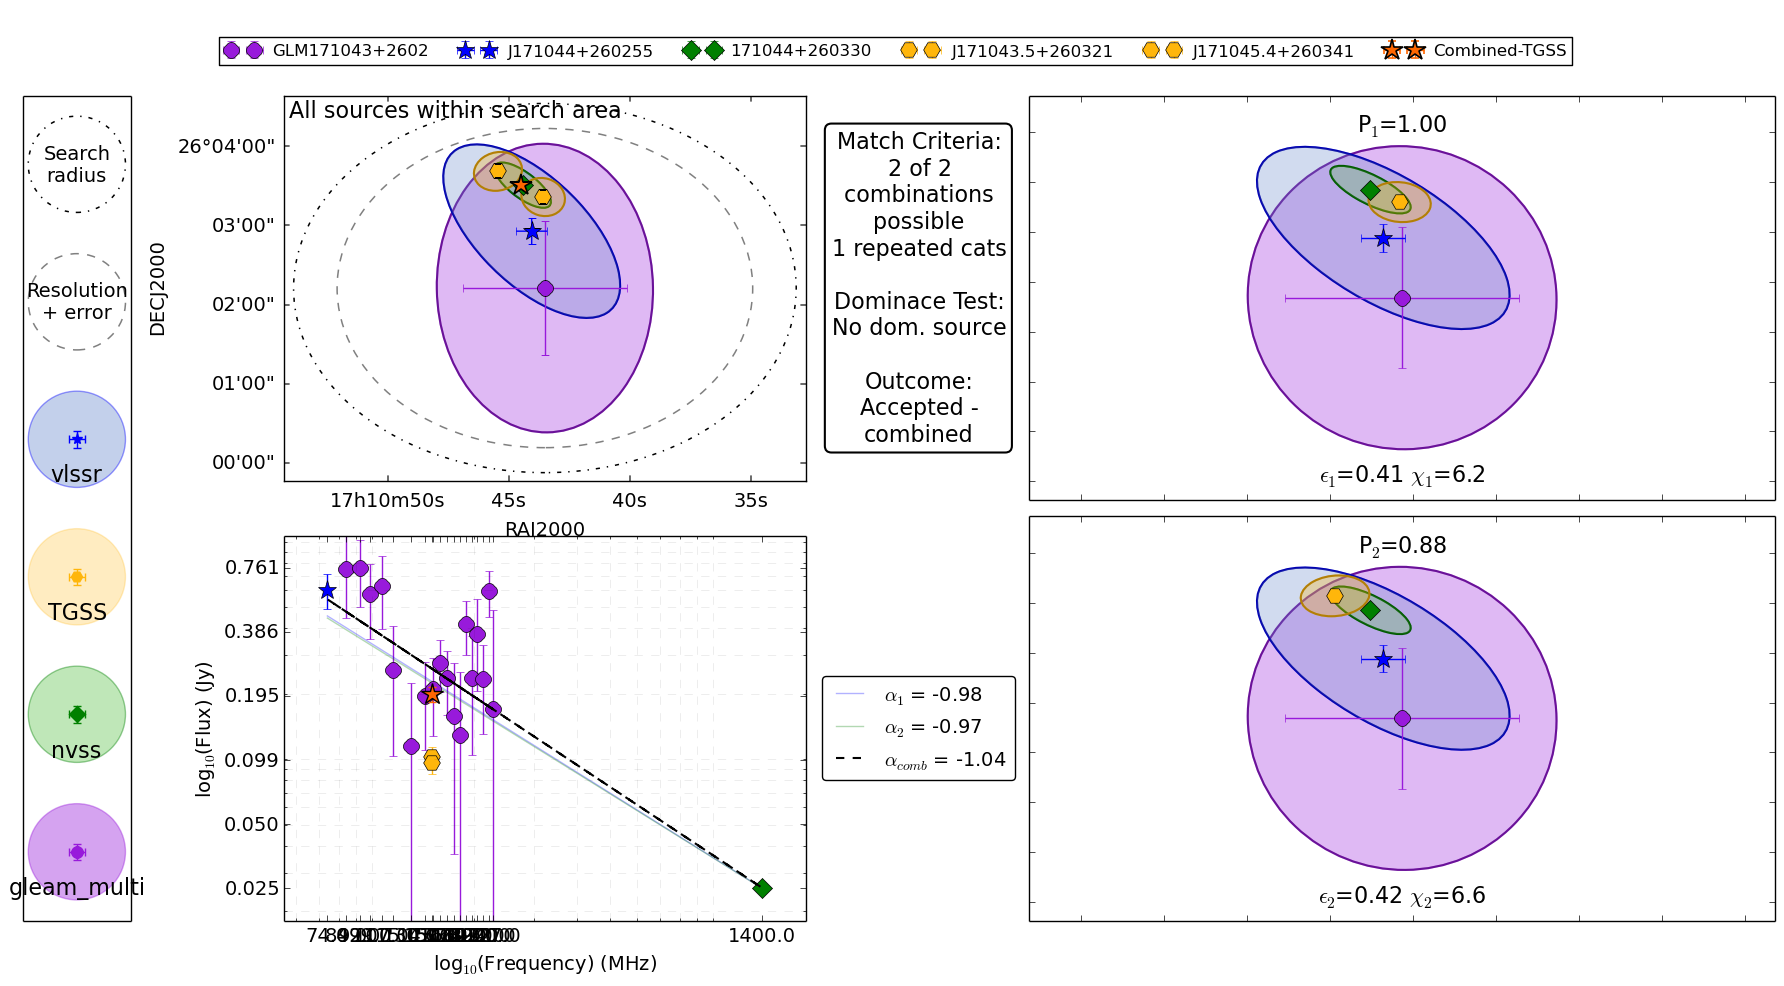 GLM171043+2602 J171044+260255 171044+260330 J171043.5+260321 J171045.4+260341 Combined-TGSS
Search
radius
Resolution
+ error
vlssr
TGSS
nvss
gleam_multi
All sources within search area
DECJ2000
26°04'00"
03'00"
02'00"
01'00"
00'00"
17h10m50s 45s 40s 35s
RAJ2000
Match Criteria:
2 of 2
combinations
possible
1 repeated cats
Dominace Test:
No dom. source
Outcome:
Accepted -
combined
P1=1.00
ϵ1=0.41 χ1=6.2
log10(Flux) (Jy)
0.761
0.386
0.195
0.099
0.050
0.025
1400.0
log10(Frequency) (MHz)
α1 = -0.98
α2 = -0.97
αcomb = -1.04
P2=0.88
ϵ2=0.42 χ2=6.6